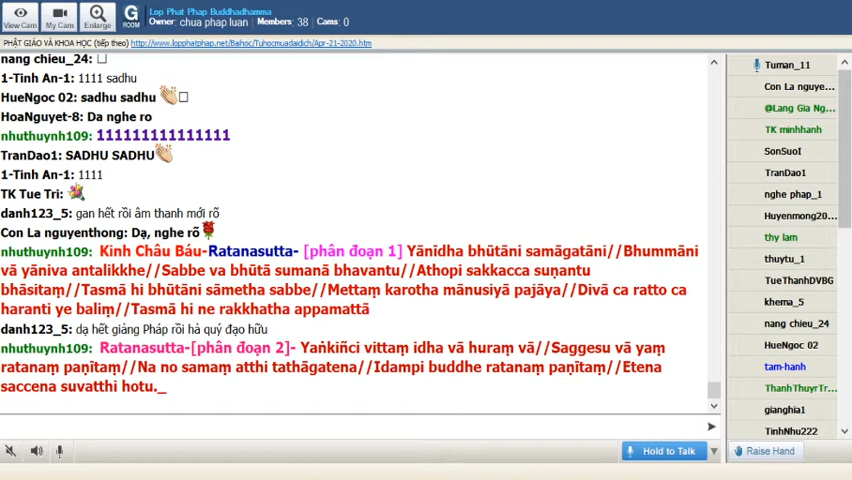 View Cam
My Cam
Enlarge
G
ROOM
Lop Phat Phap Buddhadhamma
Owner: chua phap luan Members: 38 Cams: 0
PHẬT GIÁO VÀ KHOA HỌC (tiếp theo) http://www.lopphatphap.net/Baihoc/Tuhocmuadaidich/Apr-21-2020.htm
nang chieu_24:
1-Tinh An-1: 1111 sadhu
HueNgoc 02: sadhu sadhu
HoaNguyet-8: Da nghe ro
nhuthuynh109: 111111111111111
TranDao1: SADHU SADHU
1-Tinh An-1: 1111
TK Tue Tri:
danh123_5: gan hết rồi âm thanh mới rõ
Con La nguyenthong: Dạ, nghe rõ
nhuthuynh109: Kinh Châu Báu-Ratanasutta- [phân đoạn 1] Yānīdha bhūtāni samāgatāni//Bhummāni
vā yāniva antalikkhe//Sabbe va bhūtā sumanā bhavantu//Athopi sakkacca suṇantu
bhāsitaṃ//Tasmā hi bhūtāni sāmetha sabbe//Mettaṃ karotha mānusiyā pajāya//Divā ca ratto ca
haranti ye baliṃ//Tasmā hi ne rakkhatha appamattā
danh123_5: dạ hết giảng Pháp rồi hả quý đạo hữu
nhuthuynh109: Ratanasutta-[phân đoạn 2]- Yaṅkiñci vittaṃ idha vā huraṃ vā//Saggesu vā yaṃ
ratanaṃ paṇītaṃ//Na no samaṃ atthi tathāgatena//Idampi buddhe ratanaṃ paṇītaṃ//Etena
saccena suvatthi hotu._
Hold to Talk
Tuman_11
Con La nguye...
@Lang Gia Ng...
TK minhhanh
SonSuoI
TranDao1
nghe phap_1
Huyenmong20...
thy lam
thuytu_1
TueThanhDVBG
khema_5
nang chieu_24
HueNgoc 02
tam-hanh
ThanhThuyrTr...
gianghia1
TinhNhu222
Raise Hand